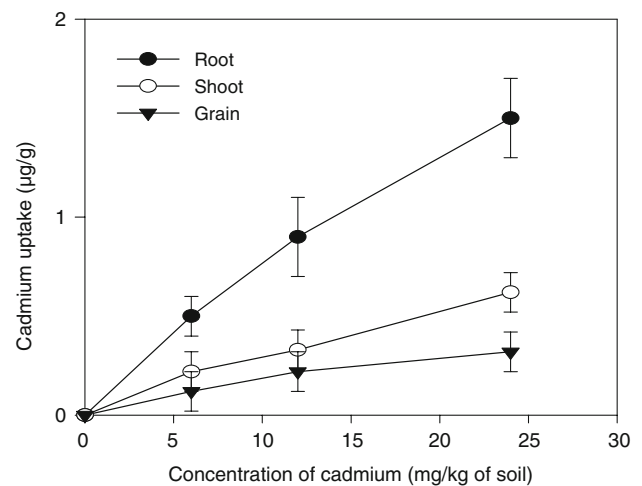 2
Root
Shoot
Grain
Cadmium uptake (µg/g)
1
0
0 5 10 15 20 25 30
Concentration of cadmium (mg/kg of soil)